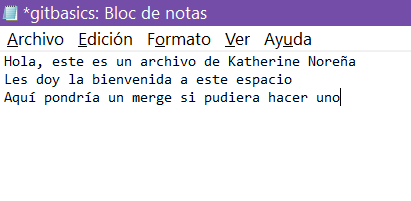 *gitbasics: Bloc de notas
Archivo Edición Formato Ver Ayuda
Hola, este es un archivo de Katherine Noreña
Les doy la bienvenida a este espacio
Aquí pondría un merge si pudiera hacer uno